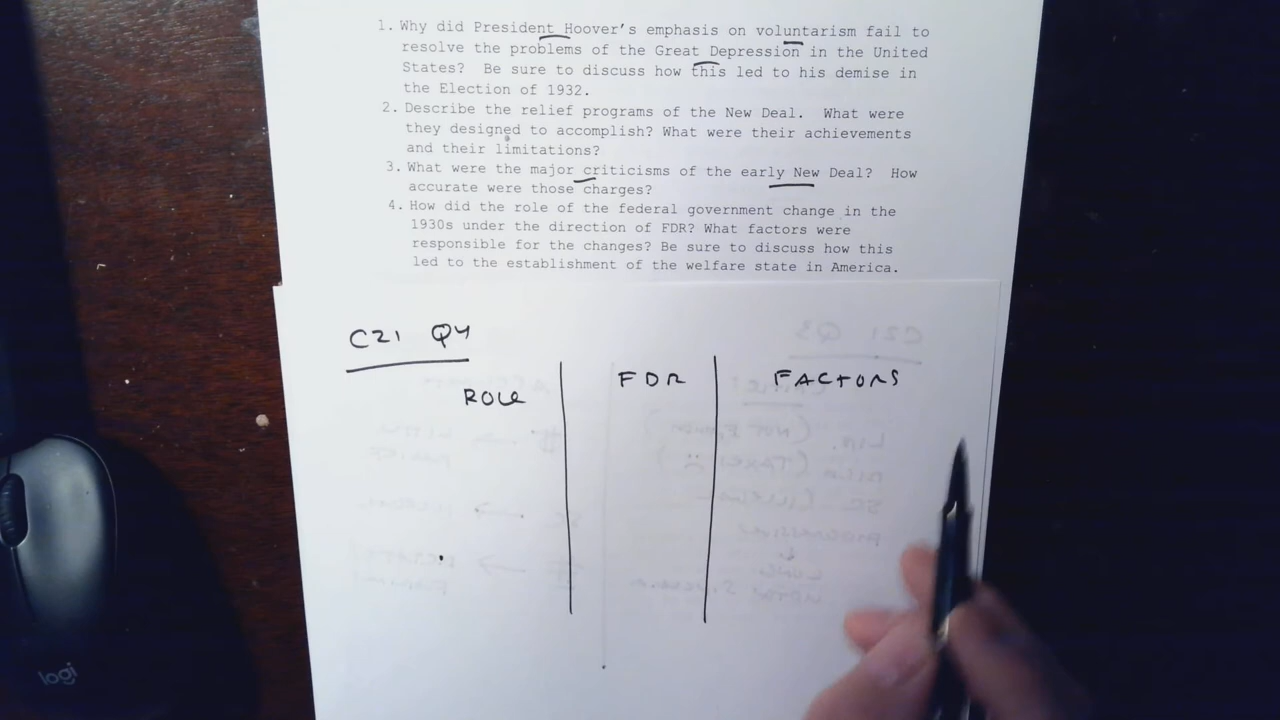 1. Why did President Hoover's emphasis on voluntarism fail to
resolve the problems of the Great Depression in the United
States? Be sure to discuss how this led to his demise in
the Election of 1932.
2. Describe the relief programs of the New Deal. What were
they designed to accomplish? What were their achievements
and their limitations?
3. What were the major criticisms of the early New Deal? How
accurate were those charges?
4. How did the role of the federal government change in the
1930s under the direction of FDR? What factors were
responsible for the changes? Be sure to discuss how this
led to the establishment of the welfare state in America.
C21 Q4
C21 Q3
ROLE
FDR
FACTORS
logi